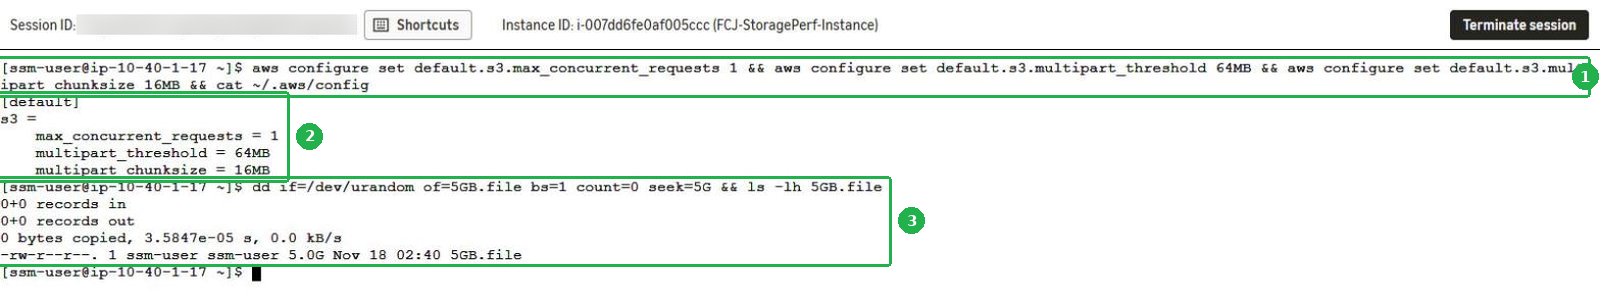 Session ID: Shortcuts Instance ID: i-007dd6fe0af005ccc (FCJ-StoragePerf-Instance) Terminate session
[ssm-user@ip-10-40-1-17 ~]$ aws configure set default.s3.max_concurrent_requests 1 && aws configure set default.s3.multipart_threshold 64MB && aws configure set default.s3.mult
1
ipart_chunksize 16MB && cat ~/.aws/config
[default]
s3 =
    max_concurrent_requests = 1
2
    multipart_threshold = 64MB
    multipart_chunksize = 16MB
[ssm-user@ip-10-40-1-17 ~]$ dd if=/dev/urandom of=5GB.file bs=1 count=0 seek=5G && ls -lh 5GB.file
0+0 records in
0+0 records out
3
0 bytes copied, 3.5847e-05 s, 0.0 kB/s
-rw-r--r--. 1 ssm-user ssm-user 5.0G Nov 18 02:40 5GB.file
[ssm-user@ip-10-40-1-17 ~]$